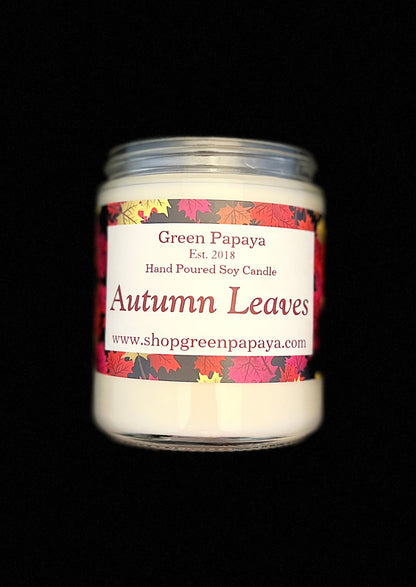 Green Papaya
Est. 2018
Hand Poured Soy Candle
Autumn Leaves
www.shopgreenpapaya.com